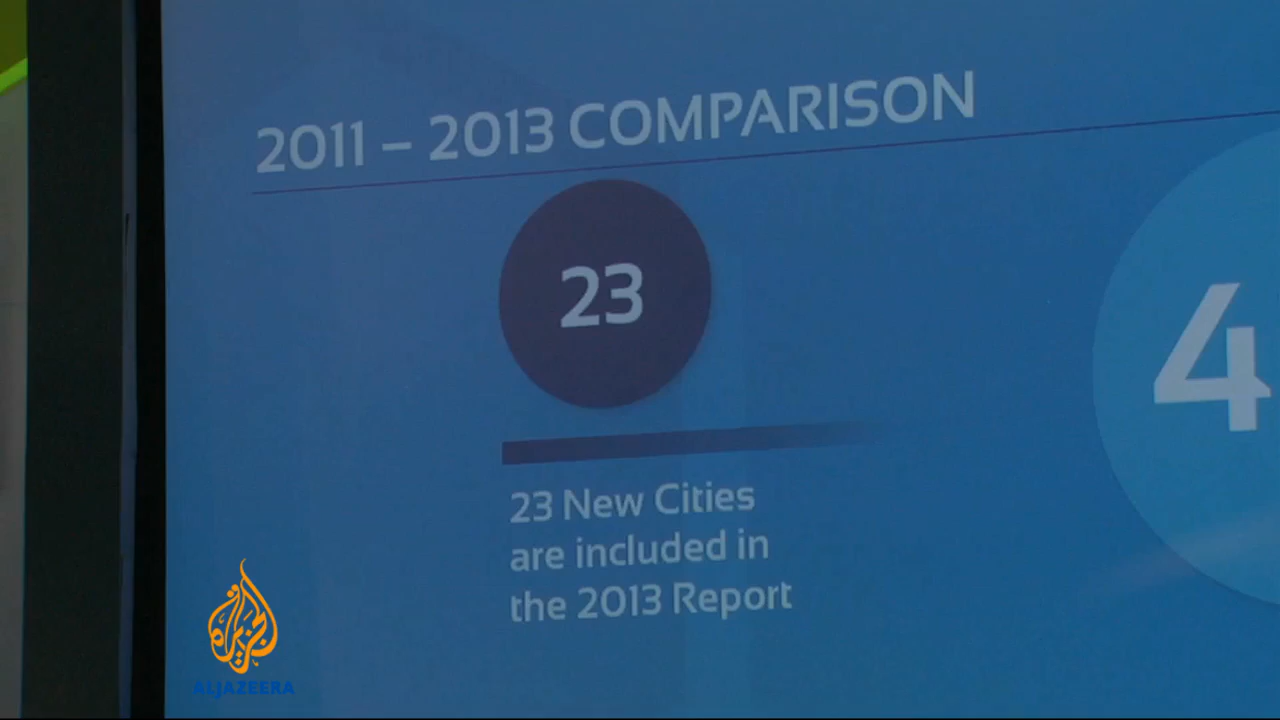 2011 – 2013 COMPARISON
23
4
23 New Cities
are included in
the 2013 Report
الجزيرة
ALJAZEERA